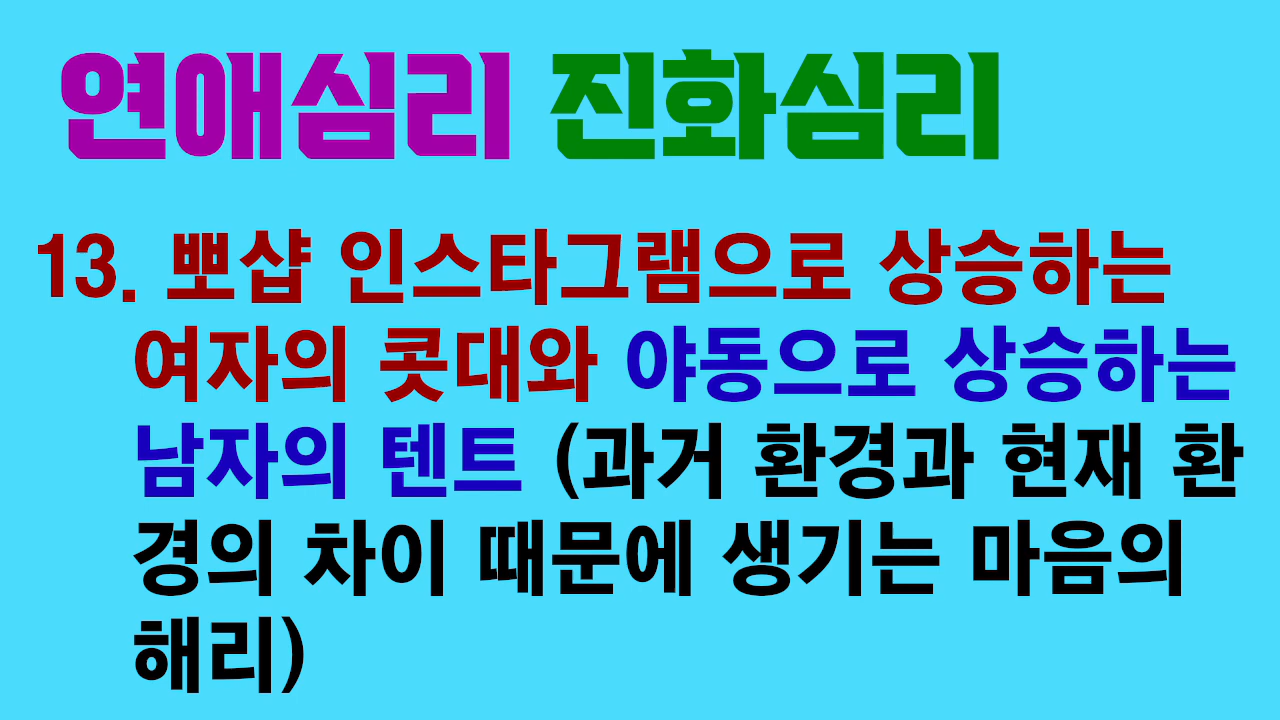 연애심리 진화심리
13. 뽀샵 인스타그램으로 상승하는
여자의 콧대와 야동으로 상승하는
남자의 텐트 (과거 환경과 현재 환
경의 차이 때문에 생기는 마음의
해리)